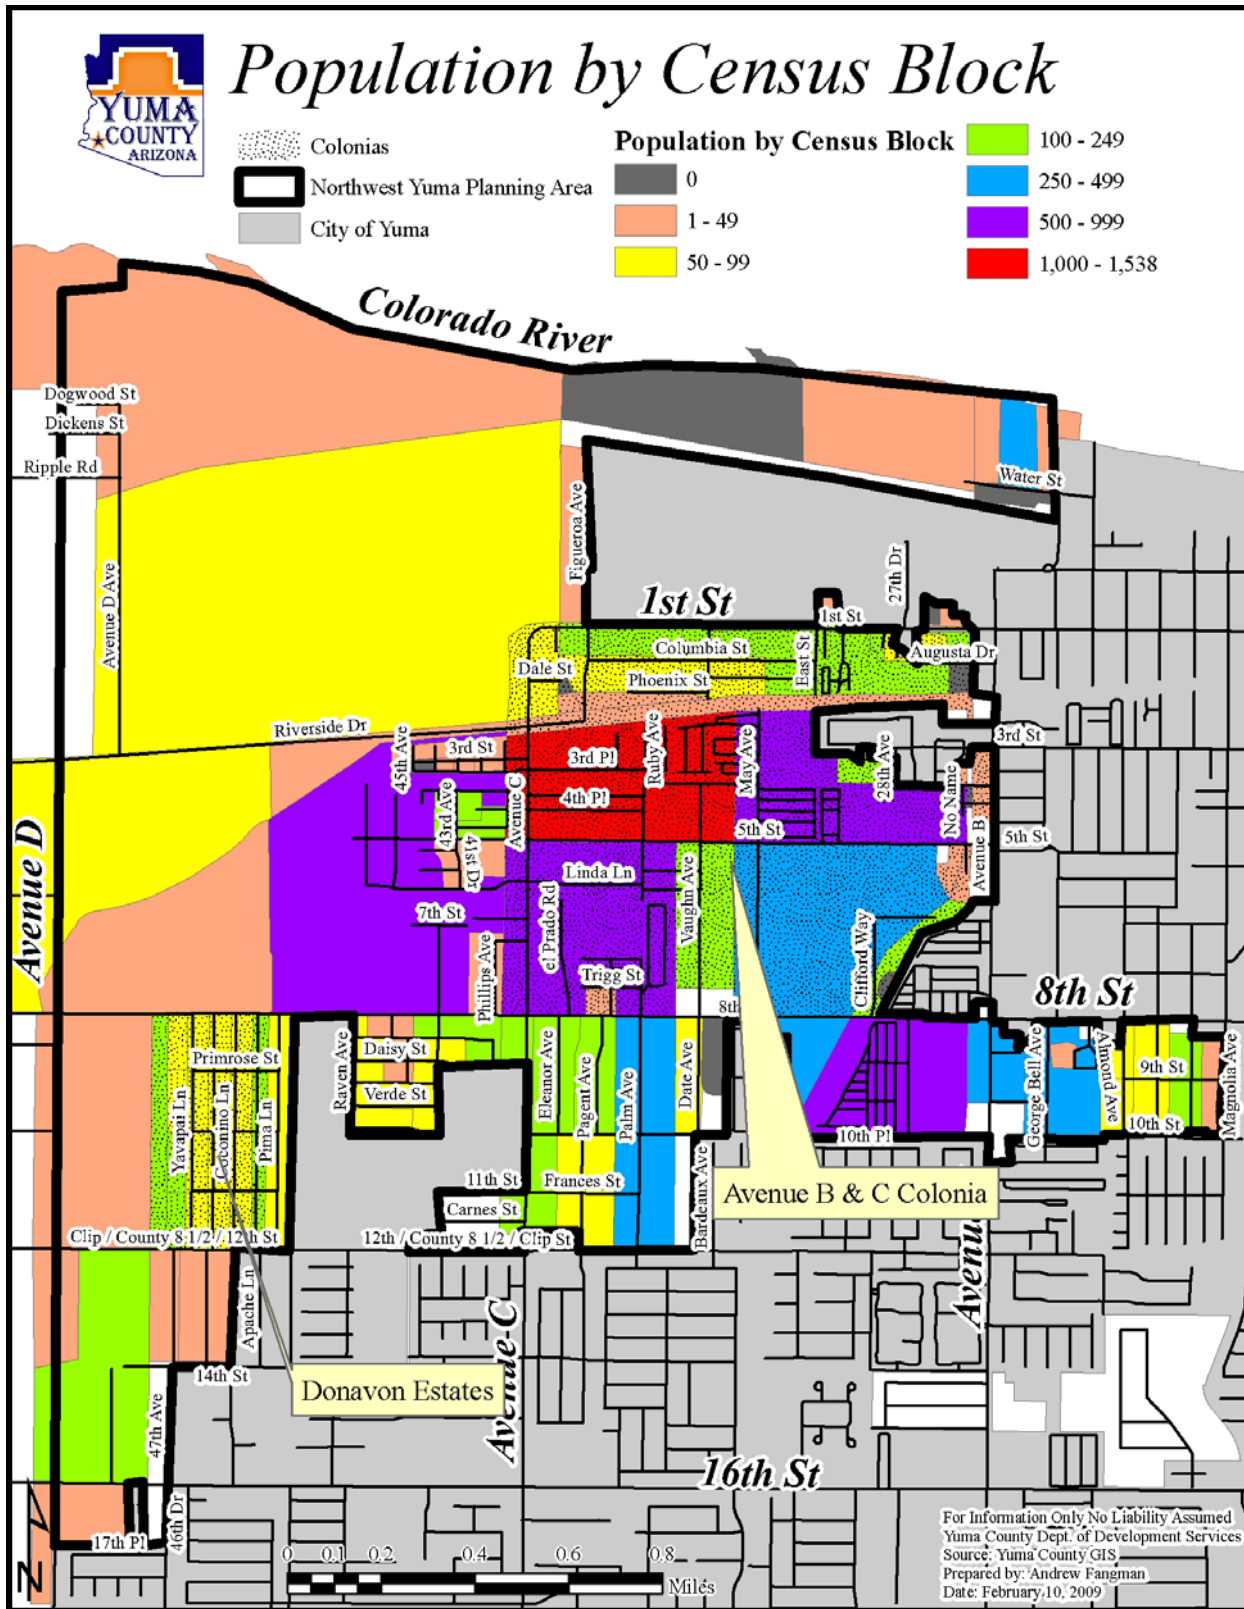 Population by Census Block
YUMA
COUNTY
ARIZONA
Colonias
Northwest Yuma Planning Area
City of Yuma
Population by Census Block
0
1 - 49
50 - 99
100 - 249
250 - 499
500 - 999
1,000 - 1,538
Colorado River
Dogwood St
Dickens St
Ripple Rd
Water St
Figueroa Ave
Avenue D Ave
27th Dr
1st St
1st St
Columbia St
East St
Augusta Dr
Dale St
Phoenix St
Riverside Dr
3rd St
45th Ave
3rd St
3rd Pl
Ruby Ave
May Ave
28th Ave
No Name
Avenue B
4th Pl
43rd Ave
Avenue C
5th St
5th St
41st Dr
Linda Ln
Vaughn Ave
Avenue D
7th St
el Prado Rd
Clifford Way
Phillips Ave
Trigg St
8th
8th St
Primrose St
Raven Ave
Daisy St
Verde St
Eleanor Ave
Pagent Ave
Palm Ave
Date Ave
George Bell Ave
Almond Ave
9th St
Magnolia Ave
10th St
10th Pl
Yavapai Ln
Coconino Ln
Pima Ln
11th St
Frances St
Carnes St
Bardeaux Ave
Avenue B & C Colonia
Clip / County 8 1/2 / 12th St
12th / County 8 1/2 / Clip St
Apache Ln
Avenue
14th St
Donavon Estates
Avenue C
47th Ave
16th St
46th Dr
17th Pl
N
0 0.1 0.2 0.4 0.6 0.8
Miles
For Information Only No Liability Assumed
Yuma County Dept. of Development Services
Source: Yuma County GIS
Prepared by: Andrew Fangman
Date: February 10, 2009